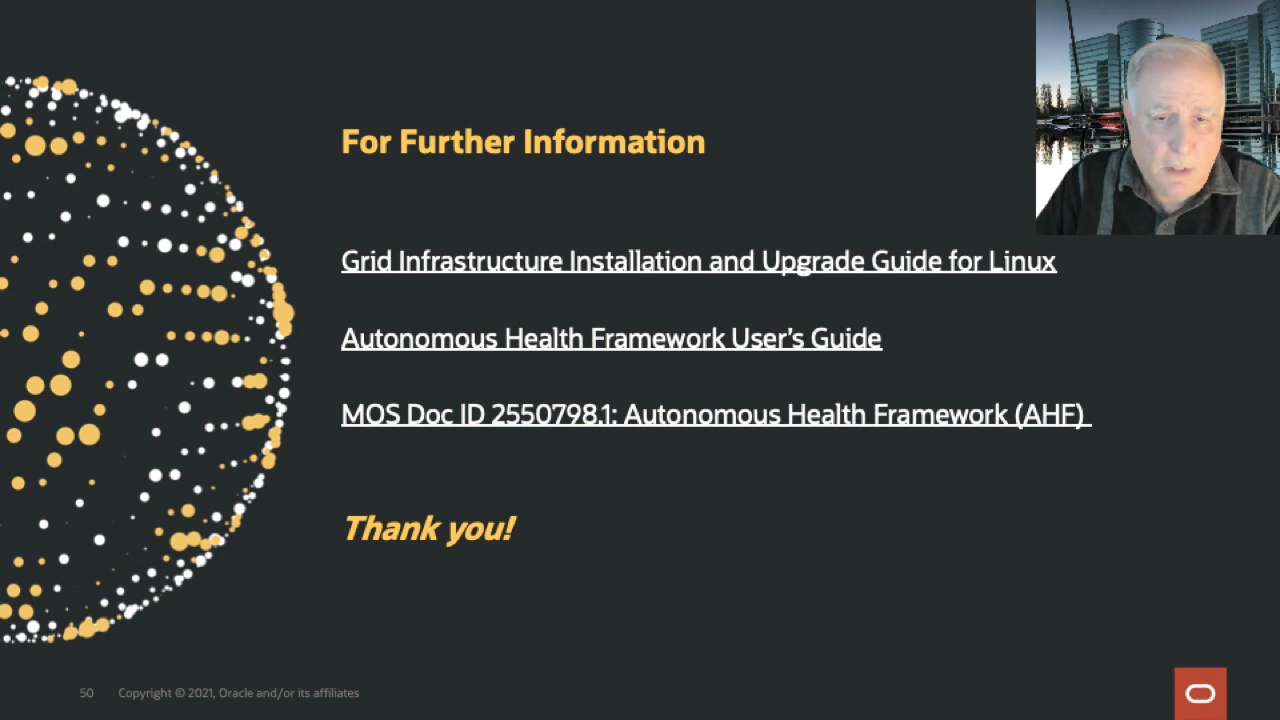 For Further Information
Grid Infrastructure Installation and Upgrade Guide for Linux
Autonomous Health Framework User’s Guide
MOS Doc ID 2550798.1: Autonomous Health Framework (AHF)
Thank you!
50 Copyright © 2021, Oracle and/or its affiliates